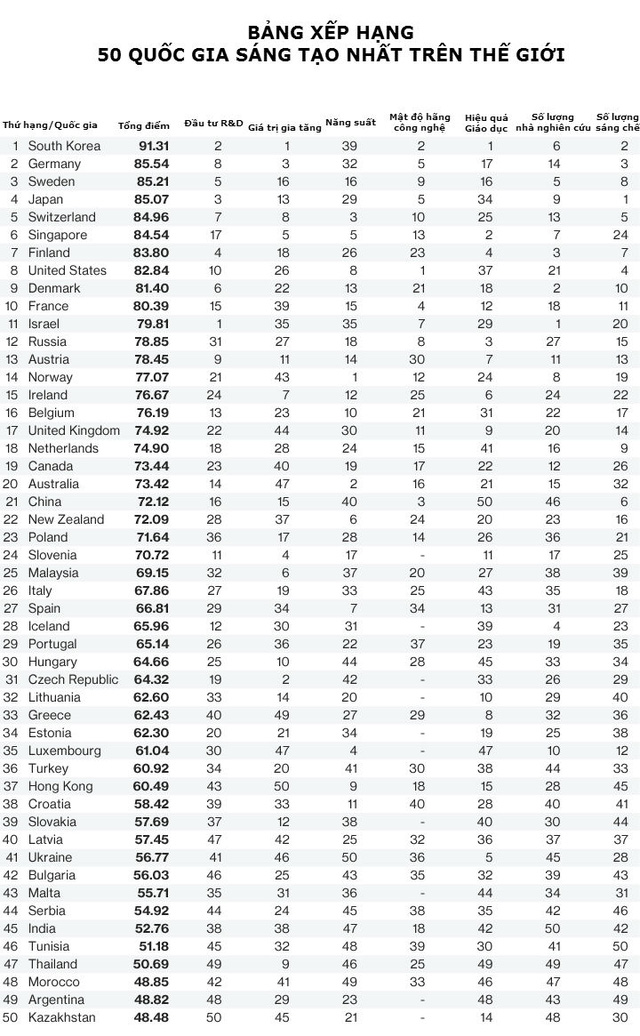 BẢNG XẾP HẠNG
50 QUỐC GIA SÁNG TẠO NHẤT TRÊN THẾ GIỚI
Thứ hạng/Quốc gia Tổng điểm Đầu tư R&D Giá trị gia tăng Năng suất Mật độ hãng công nghệ Hiệu quả Giáo dục Số lượng nhà nghiên cứu Số lượng sáng chế
1 South Korea 91.31 2 1 39 2 1 6 2
2 Germany 85.54 8 3 32 5 17 14 3
3 Sweden 85.21 5 16 16 9 16 5 8
4 Japan 85.07 3 13 29 5 34 9 1
5 Switzerland 84.96 7 8 3 10 25 13 5
6 Singapore 84.54 17 5 5 13 2 7 24
7 Finland 83.80 4 18 26 23 4 3 7
8 United States 82.84 10 26 8 1 37 21 4
9 Denmark 81.40 6 22 13 21 18 2 10
10 France 80.39 15 39 15 4 12 18 11
11 Israel 79.81 1 35 35 7 29 1 20
12 Russia 78.85 31 27 18 8 3 27 15
13 Austria 78.45 9 11 14 30 7 11 13
14 Norway 77.07 21 43 1 12 24 8 19
15 Ireland 76.67 24 7 12 25 6 24 22
16 Belgium 76.19 13 23 10 21 31 22 17
17 United Kingdom 74.92 22 44 30 11 9 20 14
18 Netherlands 74.90 18 28 24 15 41 16 9
19 Canada 73.44 23 40 19 17 22 12 26
20 Australia 73.42 14 47 2 16 21 15 32
21 China 72.12 16 15 40 3 50 46 6
22 New Zealand 72.09 28 37 6 24 20 23 16
23 Poland 71.64 36 17 28 14 26 36 21
24 Slovenia 70.72 11 4 17 - 11 17 25
25 Malaysia 69.15 32 6 37 20 27 38 39
26 Italy 67.86 27 19 33 25 43 35 18
27 Spain 66.81 29 34 7 34 13 31 27
28 Iceland 65.96 12 30 31 - 39 4 23
29 Portugal 65.14 26 36 22 37 23 19 35
30 Hungary 64.66 25 10 44 28 45 33 34
31 Czech Republic 64.32 19 2 42 - 33 26 29
32 Lithuania 62.60 33 14 20 - 10 29 40
33 Greece 62.43 40 49 27 29 8 32 36
34 Estonia 62.30 20 21 34 - 19 25 38
35 Luxembourg 61.04 30 47 4 - 47 10 12
36 Turkey 60.92 34 20 41 30 38 44 33
37 Hong Kong 60.49 43 50 9 18 15 28 45
38 Croatia 58.42 39 33 11 40 28 40 41
39 Slovakia 57.69 37 12 38 - 40 30 44
40 Latvia 57.45 47 42 25 32 36 37 37
41 Ukraine 56.77 41 46 50 36 5 45 28
42 Bulgaria 56.03 46 25 43 35 32 39 43
43 Malta 55.71 35 31 36 - 44 34 31
44 Serbia 54.92 44 24 45 38 35 42 46
45 India 52.76 38 38 47 18 42 50 42
46 Tunisia 51.18 45 32 48 39 30 41 50
47 Thailand 50.69 49 9 46 25 49 49 47
48 Morocco 48.85 42 41 49 33 46 47 48
49 Argentina 48.82 48 29 23 - 48 43 49
50 Kazakhstan 48.48 50 45 21 - 14 48 30